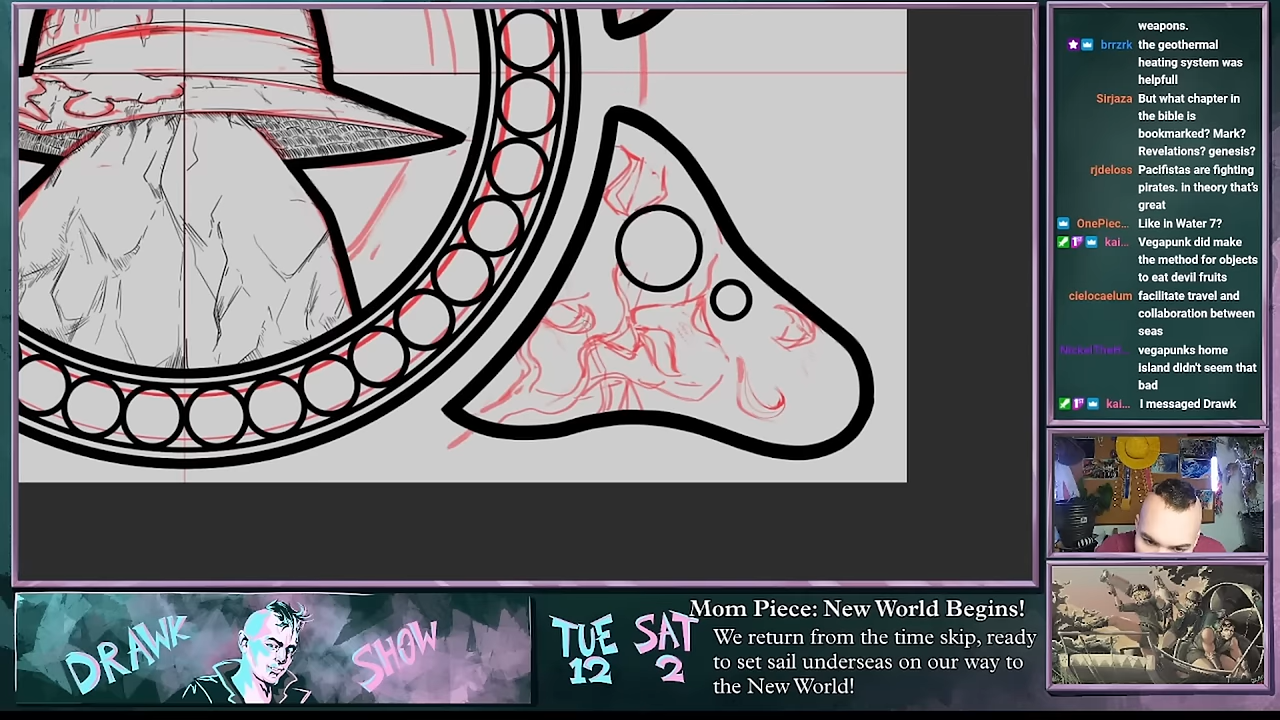 weapons.
brrzrk the geothermal
heating system was
helpfull
Sirjaza But what chapter in
the bible is
bookmarked? Mark?
Revelations? genesis?
rjdeloss Pacifistas are fighting
pirates. in theory that's
great
OnePiec... Like in Water 7?
kai... Vegapunk did make
the method for objects
to eat devil fruits
cielocaelum facilitate travel and
collaboration between
seas
vegapunks home
Island didn't seem that
bad
kai... I messaged Drawk
DRAWK
SHOW
TUE
12
SAT
2
Mom Piece: New World Begins!
We return from the time skip, ready
to set sail underseas on our way to
the New World!